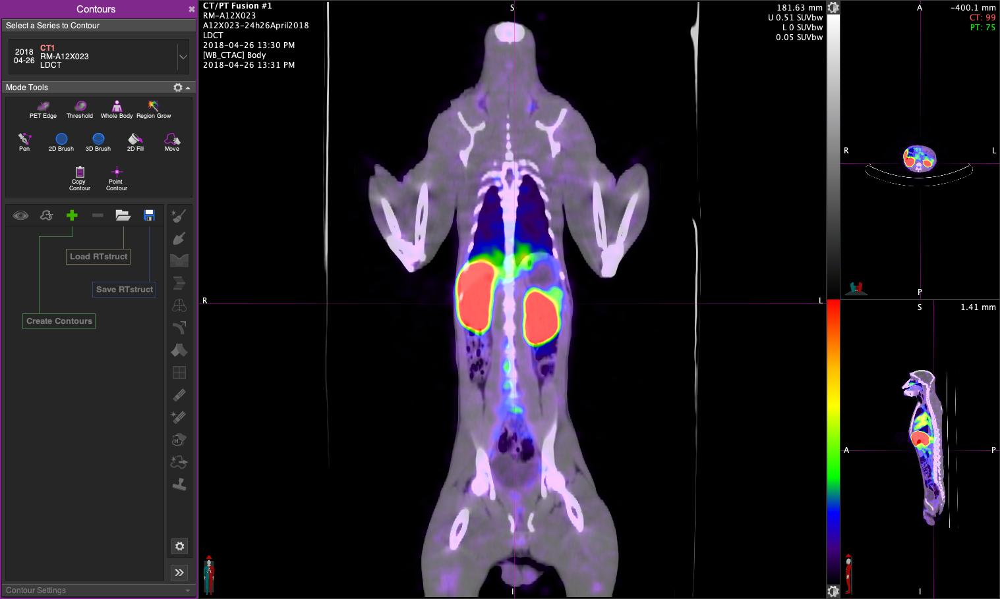 Contours
Select a Series to Contour
2018
04-26
CT1
RM-A12X023
LDCT
Mode Tools
PET Edge
Threshold
Whole Body
Region Grow
Pen
2D Brush
3D Brush
2D Fill
Move
Copy
Contour
Point
Contour
Load RTstruct
Save RTstruct
Create Contours
Contour Settings
CT/PT Fusion #1
RM-A12X023
A12X023-24h26April2018
LDCT
2018-04-26 13:30 PM
[WB_CTAC] Body
2018-04-26 13:31 PM
S
181.63 mm
U 0.51 SUVbw
L 0 SUVbw
0.05 SUVbw
R
L
A
I
A
-400.1 mm
CT: 99
PT: 75
R
L
P
S
1.41 mm
A
P
I
H